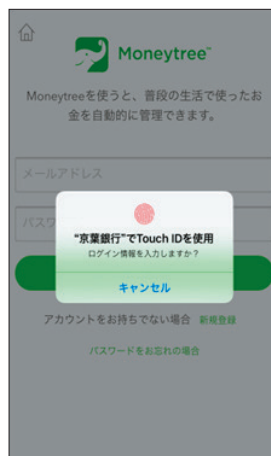 Moneytree™
Moneytreeを使うと、普段の生活で使ったお
金を自動的に管理できます。
メールアドレス
パスワ
“京葉銀行”でTouch IDを使用
ログイン情報を入力しますか？
キャンセル
アカウントをお持ちでない場合 新規登録
パスワードをお忘れの場合